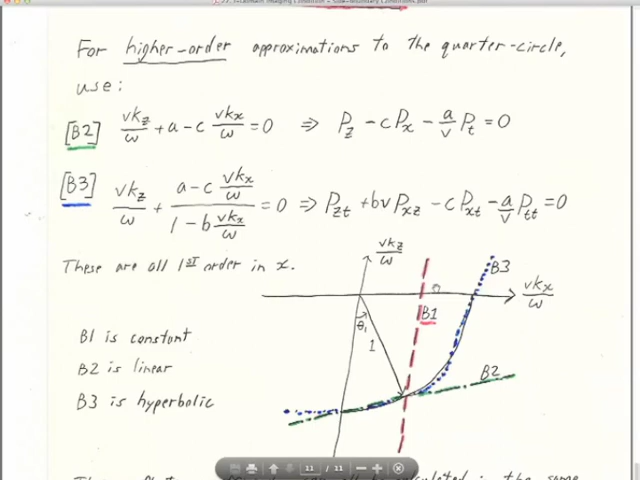 For higher-order approximations to the quarter-circle,
use:
[B2] vk_z/ω + a - c vk_x/ω = 0 ⇒ P_z - cP_x - a/v P_t = 0
[B3] vk_z/ω + (a - c vk_x/ω)/(1 - b vk_x/ω) = 0 ⇒ P_zt + bv P_xz - cP_xt - a/v P_tt = 0
These are all 1ST order in x.
vk_z/ω
B3
vk_x/ω
B1
θ_1
1
B1 is constant
B2 is linear
B2
B3 is hyperbolic
11 / 11